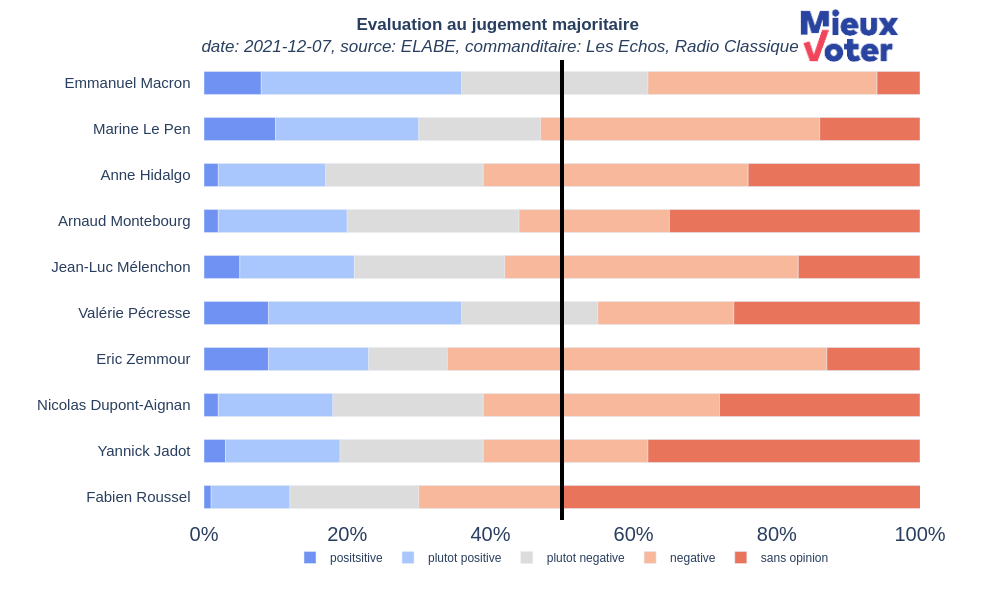 Evaluation au jugement majoritaire
date: 2021-12-07, source: ELABE, commanditaire: Les Echos, Radio Classique
Mieux
Voter
Emmanuel Macron
Marine Le Pen
Anne Hidalgo
Arnaud Montebourg
Jean-Luc Mélenchon
Valérie Pécresse
Eric Zemmour
Nicolas Dupont-Aignan
Yannick Jadot
Fabien Roussel
0% 20% 40% 60% 80% 100%
positsitive plutot positive plutot negative negative sans opinion